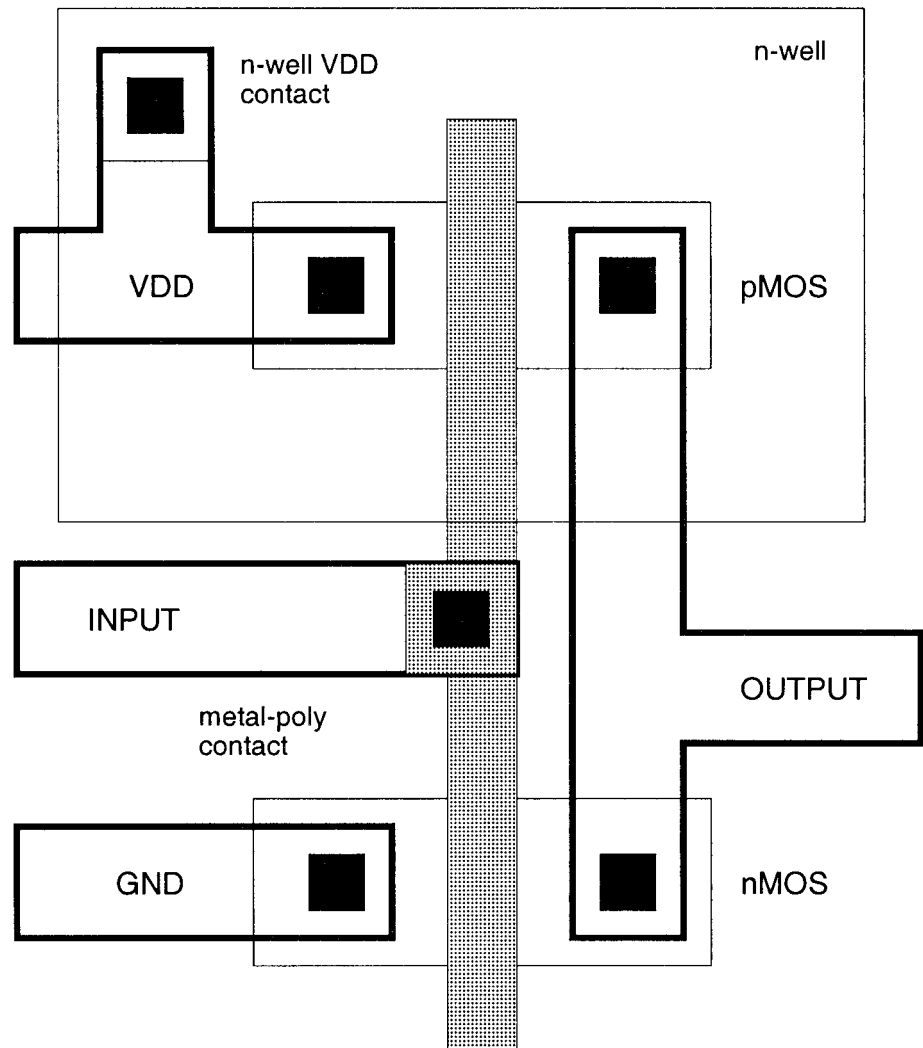 n-well VDD
contact
n-well
VDD
pMOS
INPUT
OUTPUT
metal-poly
contact
GND
nMOS